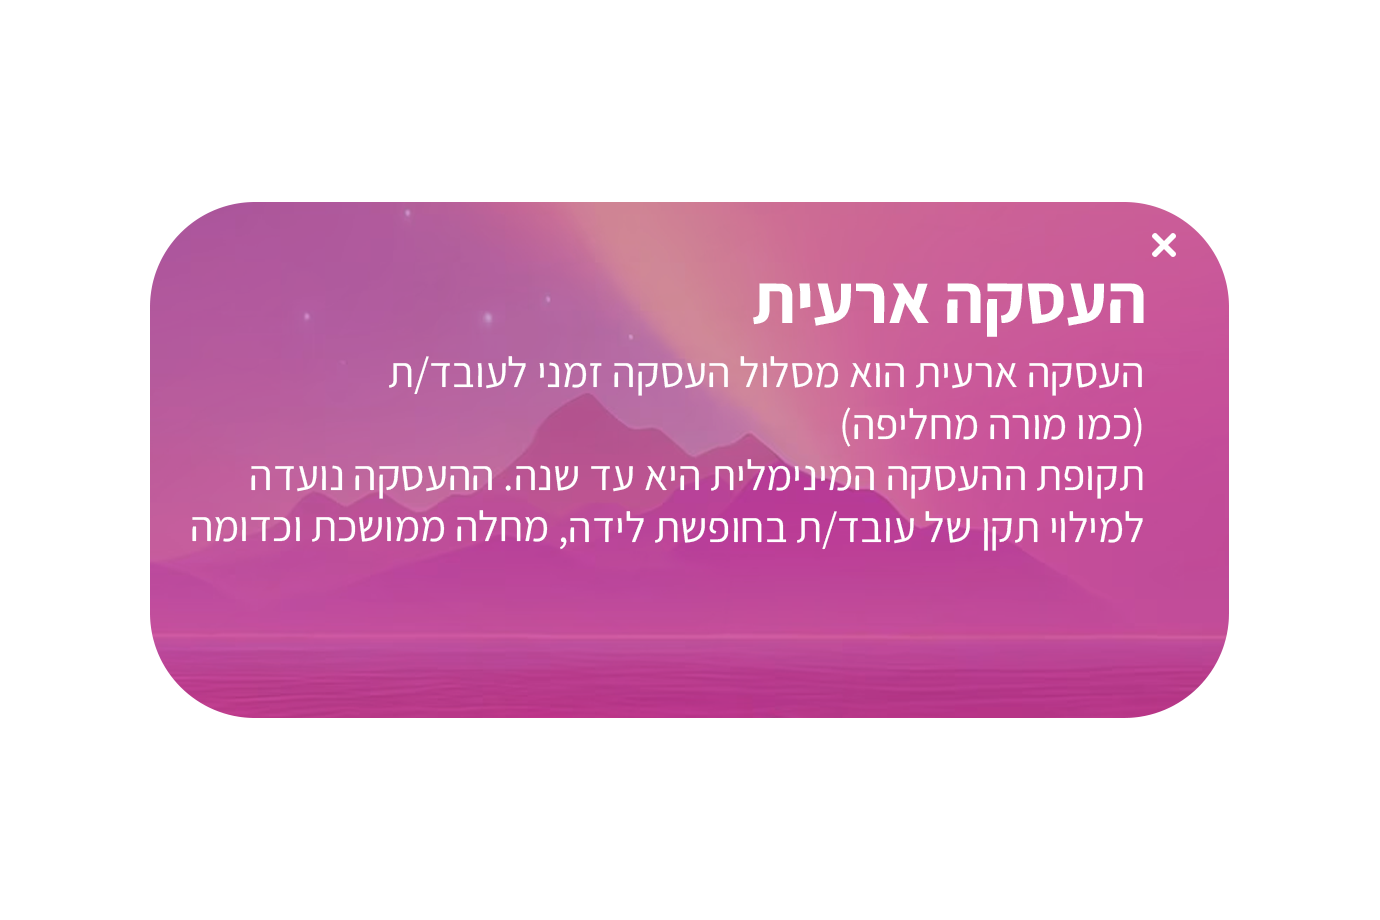 העסקה ארעית
העסקה ארעית הוא מסלול העסקה זמני לעובד/ת
(כמו מורה מחליפה)
תקופת ההעסקה המינימלית היא עד שנה. ההעסקה נועדה
למילוי תקן של עובד/ת בחופשת לידה, מחלה ממושכת וכדומה